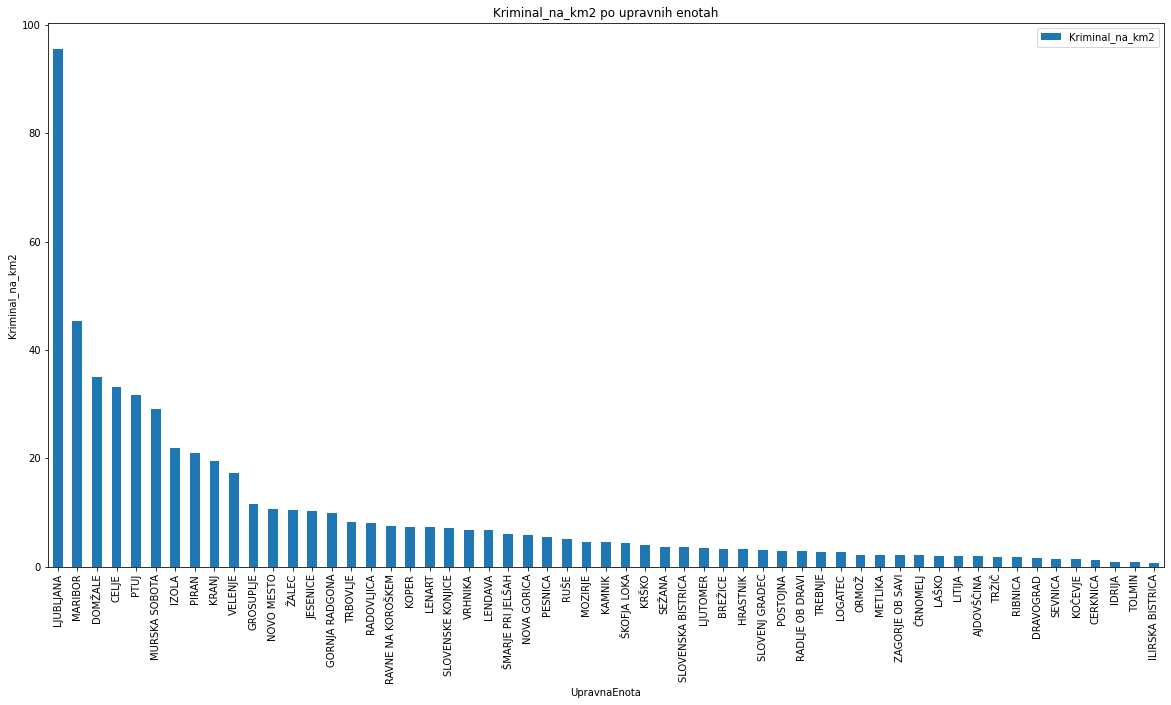 Kriminal_na_km2 po upravnih enotah
Kriminal_na_km2
Kriminal_na_km2
100
80
60
40
20
0
LJUBLJANA
MARIBOR
DOMŽALE
CELJE
PTUJ
MURSKA SOBOTA
IZOLA
PIRAN
KRANJ
VELENJE
GROSUPLJE
NOVO MESTO
ŽALEC
JESENICE
GORNJA RADGONA
TRBOVLJE
RADOVLJICA
RAVNE NA KOROŠKEM
KOPER
LENART
SLOVENSKE KONJICE
VRHNIKA
LENDAVA
ŠMARJE PRI JELŠAH
NOVA GORICA
PESNICA
RUŠE
MOZIRJE
KAMNIK
ŠKOFJA LOKA
KRŠKO
SEŽANA
SLOVENSKA BISTRICA
LJUTOMER
BREŽICE
HRASTNIK
SLOVENJ GRADEC
POSTOJNA
RADLJE OB DRAVI
TREBNJE
LOGATEC
ORMOŽ
METLIKA
ZAGORJE OB SAVI
ČRNOMELJ
LAŠKO
LITIJA
AJDOVŠČINA
TRŽIČ
RIBNICA
DRAVOGRAD
SEVNICA
KOČEVJE
CERKNICA
IDRIJA
TOLMIN
ILIRSKA BISTRICA
UpravnaEnota